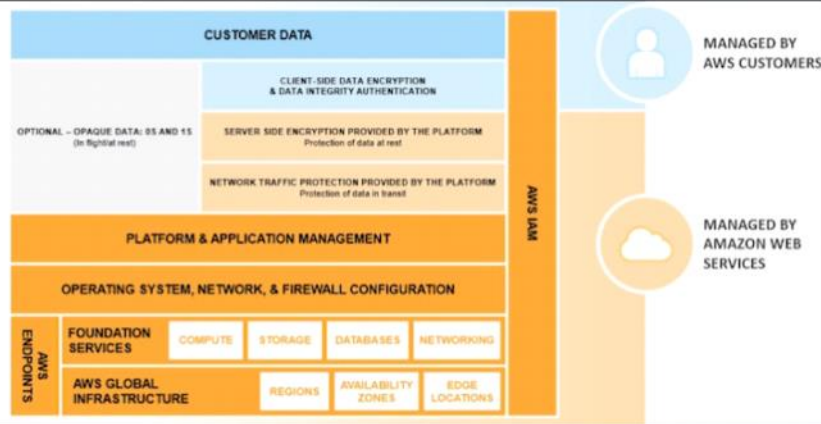 CUSTOMER DATA
CLIENT-SIDE DATA ENCRYPTION
& DATA INTEGRITY AUTHENTICATION
OPTIONAL – OPAQUE DATA: 0S AND 1S
(In flight/at rest)
SERVER SIDE ENCRYPTION PROVIDED BY THE PLATFORM
Protection of data at rest
NETWORK TRAFFIC PROTECTION PROVIDED BY THE PLATFORM
Protection of data in transit
PLATFORM & APPLICATION MANAGEMENT
OPERATING SYSTEM, NETWORK, & FIREWALL CONFIGURATION
AWS IAM
AWS
ENDPOINTS
FOUNDATION
SERVICES
COMPUTE
STORAGE
DATABASES
NETWORKING
AWS GLOBAL
INFRASTRUCTURE
REGIONS
AVAILABILITY
ZONES
EDGE
LOCATIONS
MANAGED BY
AWS CUSTOMERS
MANAGED BY
AMAZON WEB
SERVICES